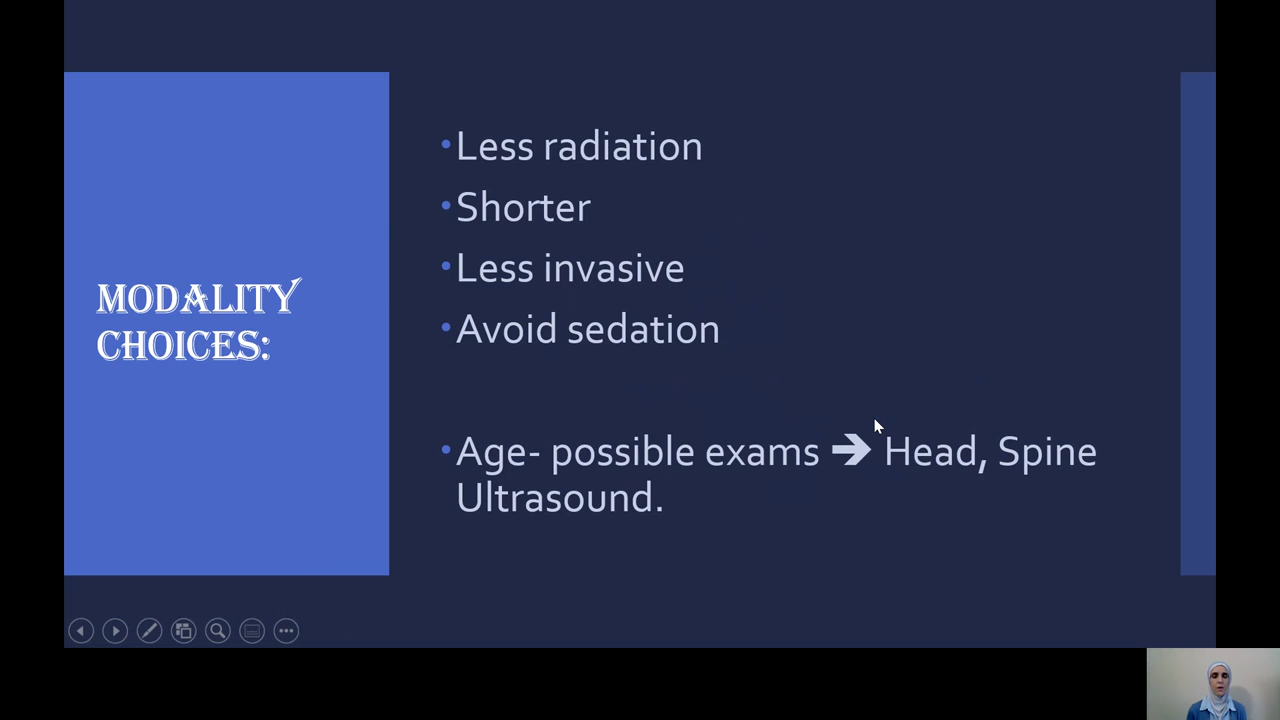 MODALITY
CHOICES:
•Less radiation
•Shorter
•Less invasive
•Avoid sedation
•Age- possible exams ➔ Head, Spine
Ultrasound.